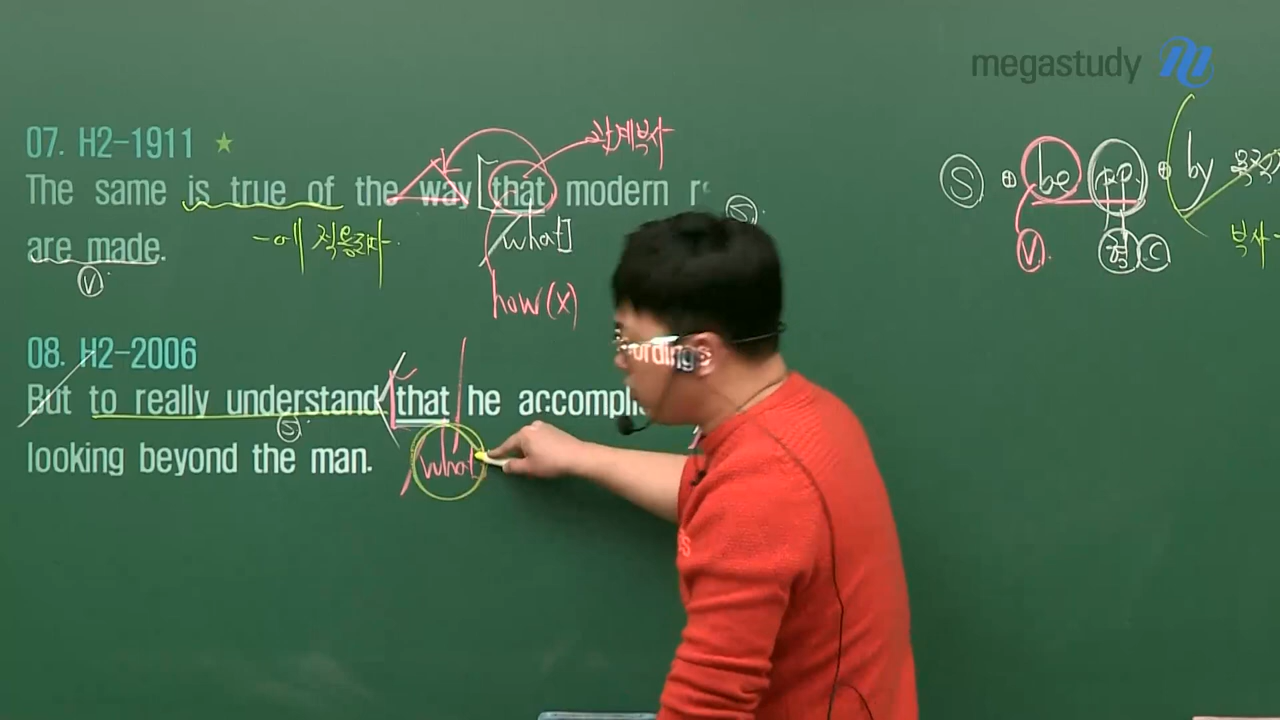 megastudy
07. H2-1911 ★
관계부사
The same is true of the way [that modern r
~에 적용되다.
what]
are made.
V
how(X)
S + be + p.p. + by
V C
08. H2-2006
ordings
But to really understand that he accompli
S
looking beyond the man.
what